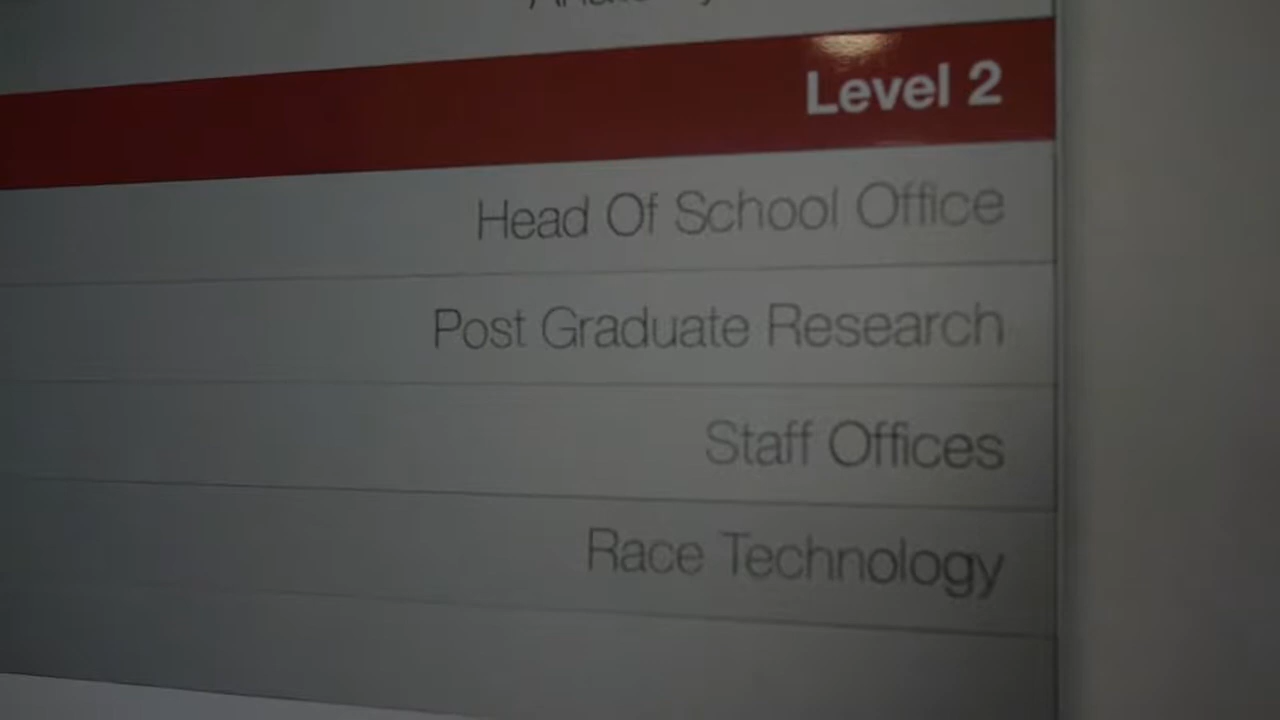 Level 2
Head Of School Office
Post Graduate Research
Staff Offices
Race Technology